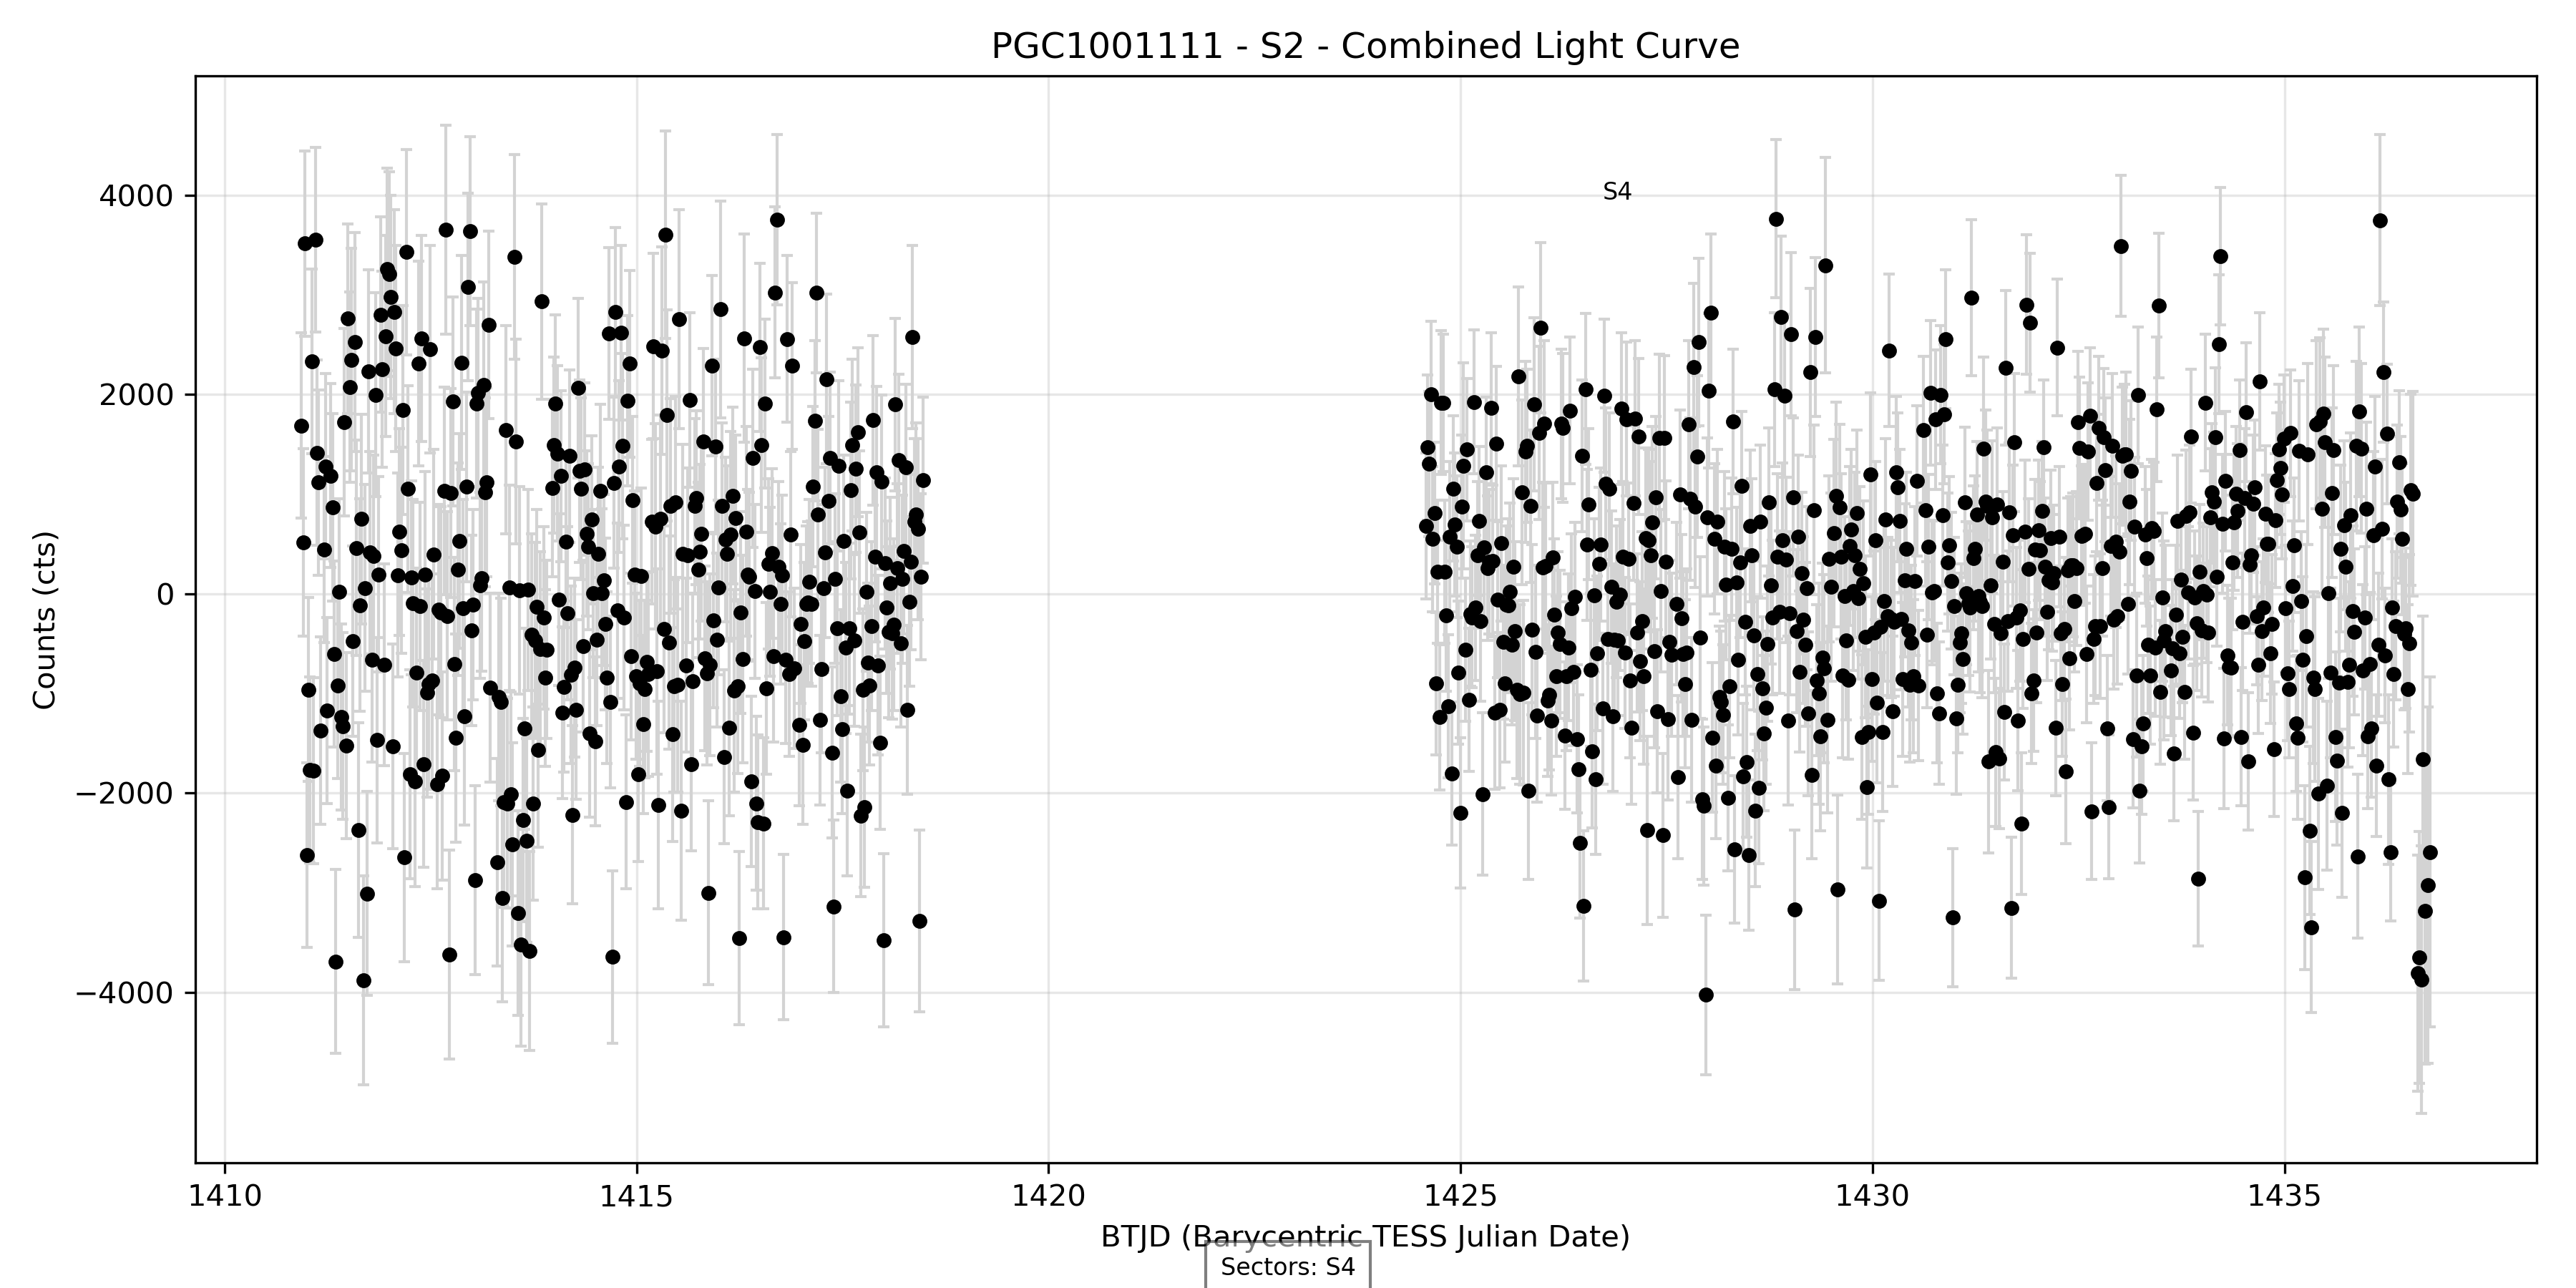 PGC1001111 - S2 - Combined Light Curve
Counts (cts)
4000
2000
0
−2000
−4000
S4
1410 1415 1420 1425 1430 1435
BTJD (Barycentric TESS Julian Date)
Sectors: S4